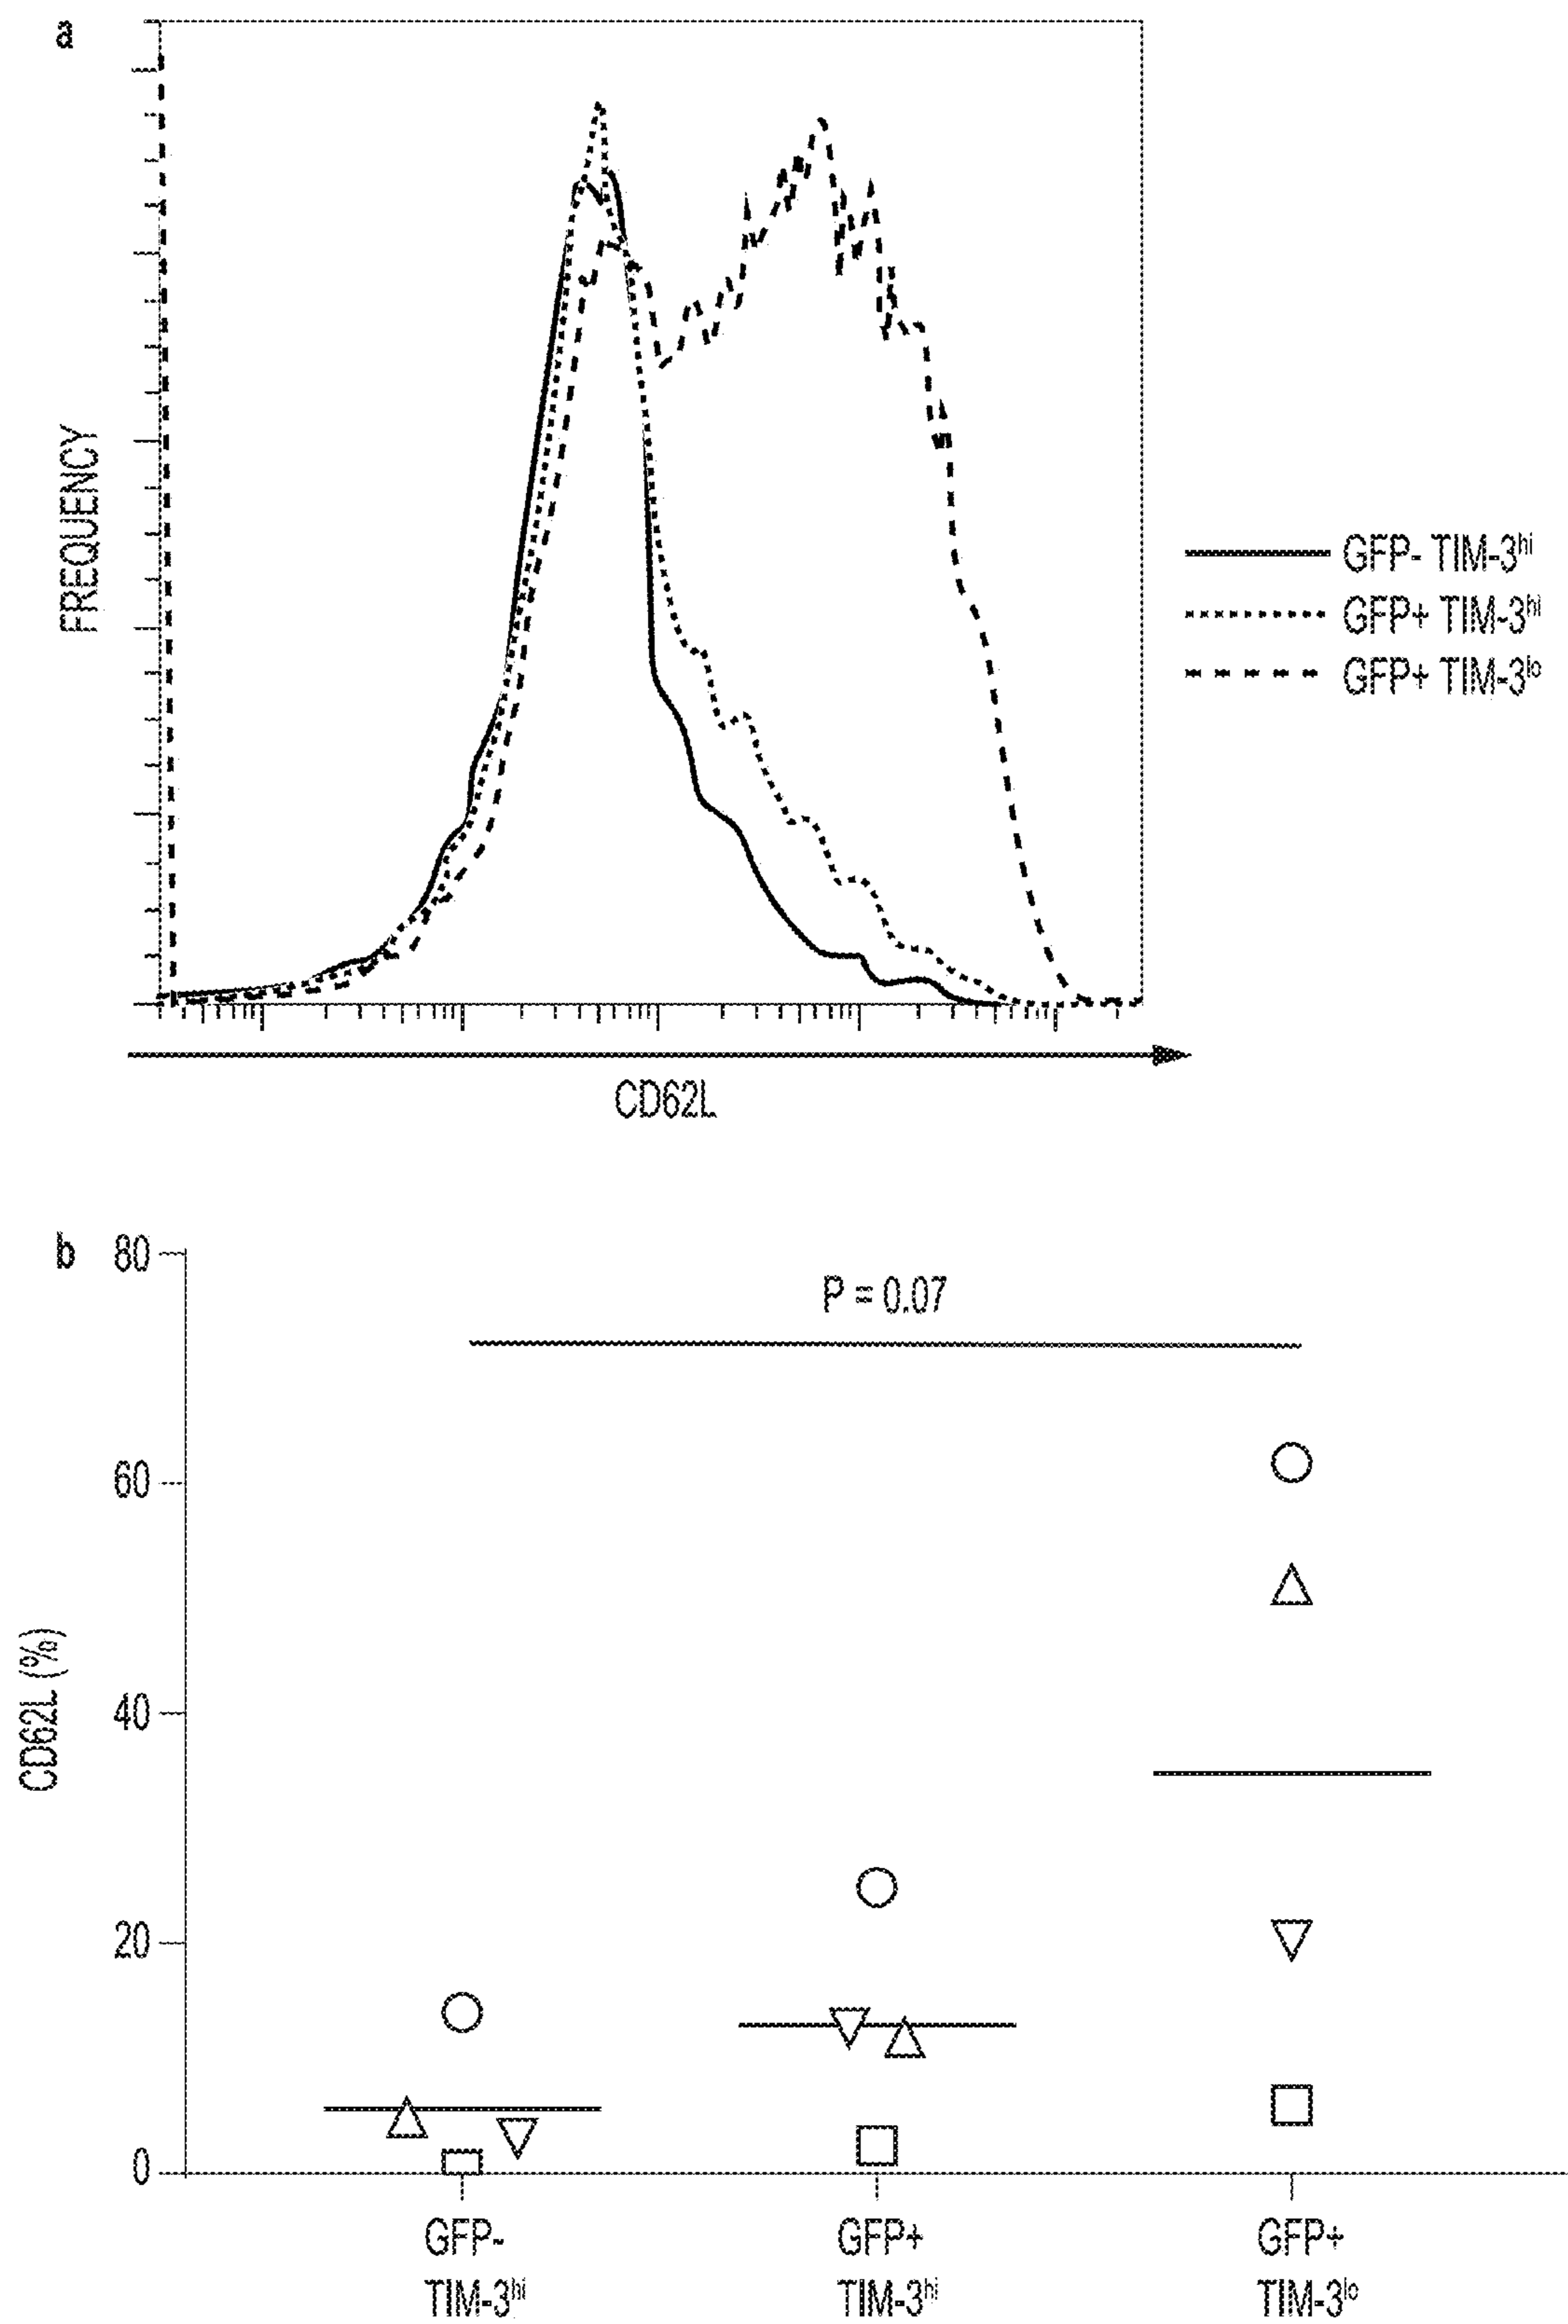 a
FREQUENCY
GFP- TIM-3hi
GFP+ TIM-3hi
GFP+ TIM-3lo
CD62L
b
80
P = 0.07
60
40
20
0
CD62L (%)
GFP-
TIM-3hi
GFP+
TIM-3hi
GFP+
TIM-3lo